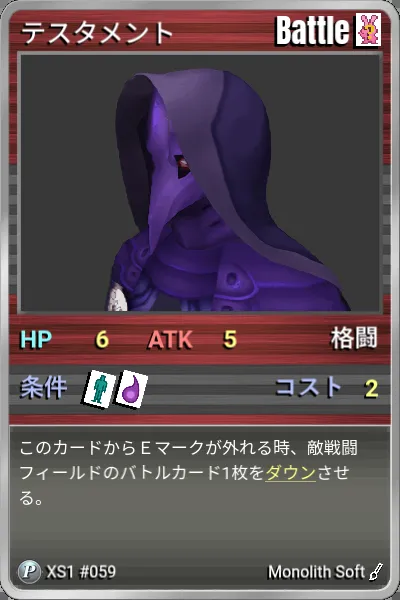 テスタメント Battle
HP 6 ATK 5 格闘
条件 コスト 2
このカードからＥマークが外れる時、敵戦闘
フィールドのバトルカード1枚をダウンさせ
る。
P XS1 #059 Monolith Soft